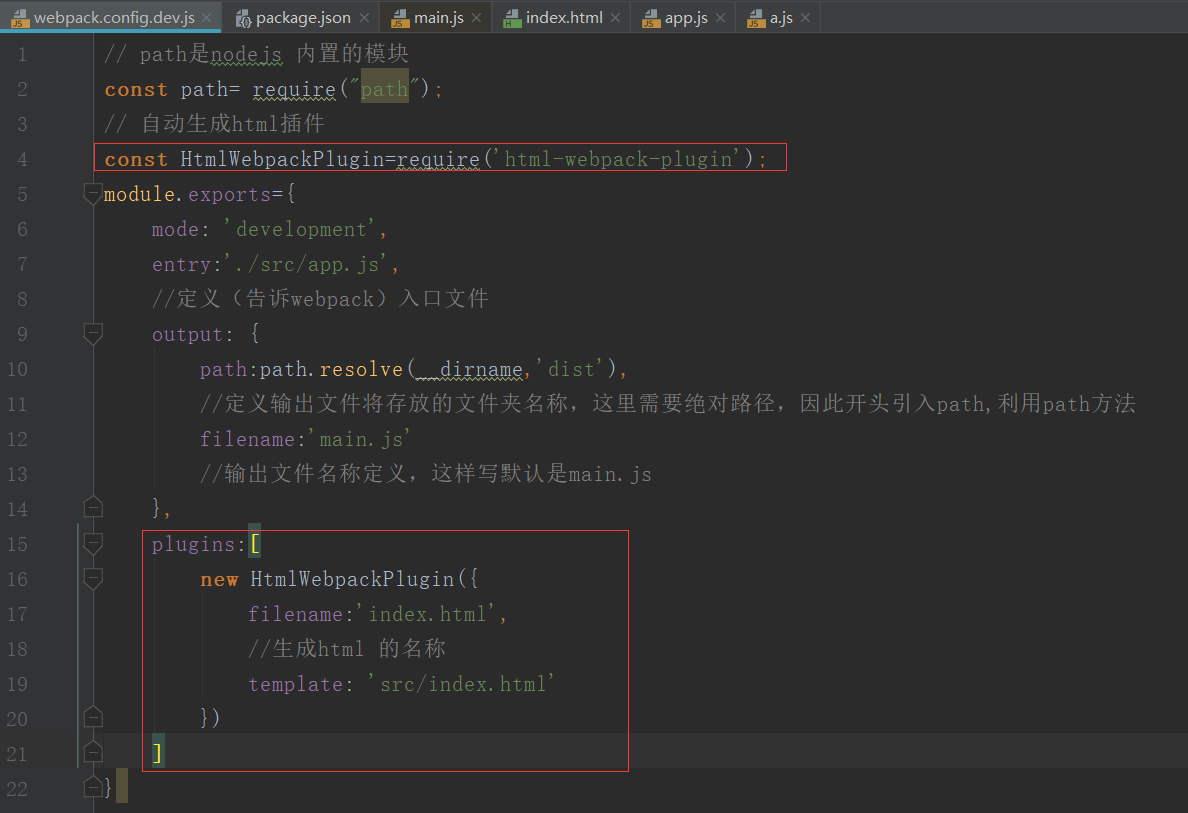 webpack.config.dev.js × package.json × main.js × index.html × app.js × a.js ×
1 // path是nodejs 内置的模块
2 const path= require("path");
3 // 自动生成html插件
4 const HtmlWebpackPlugin=require('html-webpack-plugin');
5 module.exports={
6 mode: 'development',
7 entry:'./src/app.js',
8 //定义（告诉webpack）入口文件
9 output: {
10 path:path.resolve(__dirname,'dist'),
11 //定义输出文件将存放的文件夹名称，这里需要绝对路径，因此开头引入path,利用path方法
12 filename:'main.js'
13 //输出文件名称定义，这样写默认是main.js
14 },
15 plugins:[
16 new HtmlWebpackPlugin({
17 filename:'index.html',
18 //生成html 的名称
19 template: 'src/index.html'
20 })
21 ]
22 }